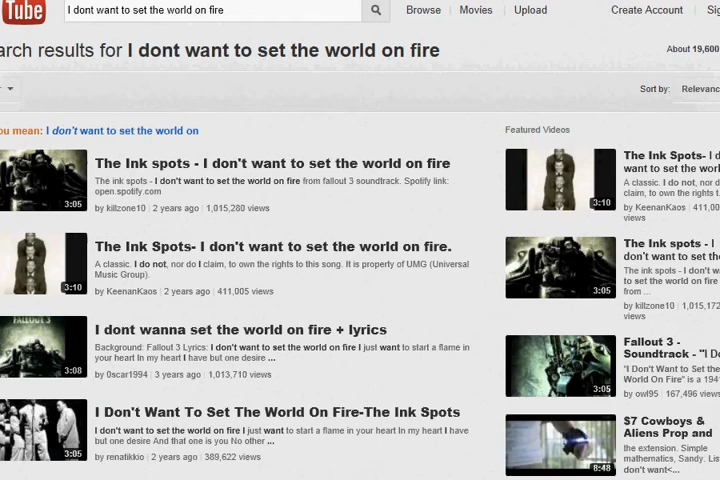 Tube
I dont want to set the world on fire
Browse | Movies | Upload
Create Account | Sig
arch results for I dont want to set the world on fire
About 19,600
Sort by: Relevanc
ou mean: I don't want to set the world on
Featured Videos
The Ink spots - I don't want to set the world on fire
The ink spots - I don't want to set the world on fire from fallout 3 soundtrack. Spotify link:
open.spotify.com
by killzone10 | 2 years ago | 1,015,280 views
3:05
The Ink Spots- I don't want to set the world on fire.
A classic. I do not, nor do I claim, to own the rights to this song. It is property of UMG (Universal
Music Group).
by KeenanKaos | 2 years ago | 411,005 views
3:10
FALLOUT 3
I dont wanna set the world on fire + lyrics
Background: Fallout 3 Lyrics: I don't want to set the world on fire I just want to start a flame in
your heart In my heart I have but one desire ...
by 0scar1994 | 3 years ago | 1,013,710 views
3:08
I Don't Want To Set The World On Fire-The Ink Spots
I don't want to set the world on fire I just want to start a flame in your heart In my heart I have
but one desire And that one is you No other ...
by renatikkio | 2 years ago | 389,622 views
3:05
The Ink Spots- I d
want to set the worl
A classic. I do not, nor d
claim, to own the rights t.
by KeenanKaos | 411,00
views
3:10
The Ink spots - I
don't want to set the
The ink spots - I don't w
to set the world on fire
from ...
by killzone10 | 1,015,172
views
3:05
Fallout 3 -
Soundtrack - "I Do
"I Don't Want to Set the
World On Fire" is a 194
by owl95 | 167,496 views
3:05
$7 Cowboys &
Aliens Prop and
the extension. Simple
mathematics, Sandy. Lis
don't want<...
8:48